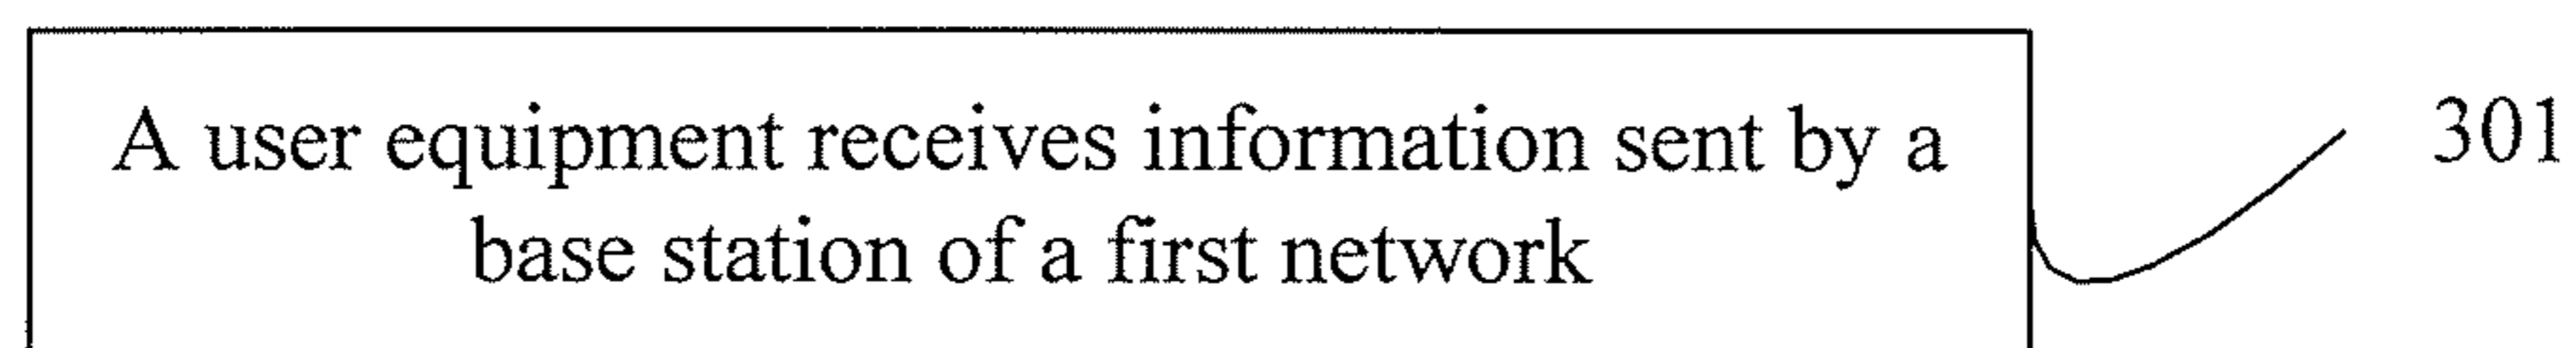 A user equipment receives information sent by a
base station of a first network
301